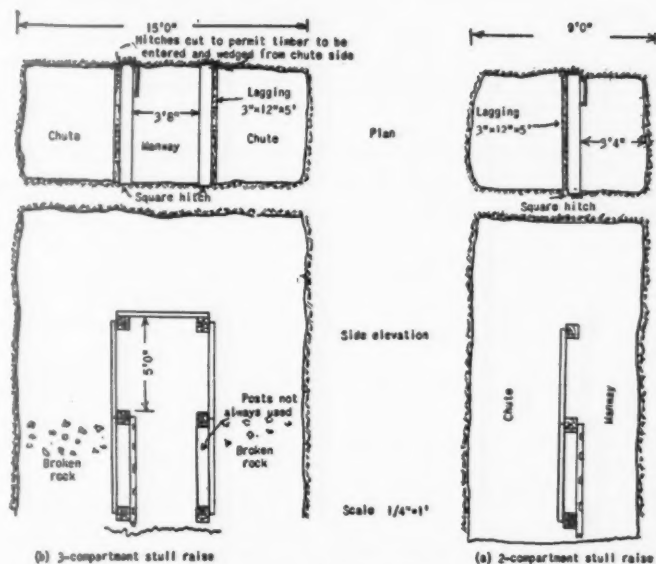 15'0"
Hitches cut to permit timber to be
entered and wedged from chute side
3'8"
Lagging
3"x12"x5'
Chute
Manway
Chute
Square hitch
Plan
9'0"
Lagging
3"x12"x5'
3'4"
Square hitch
5'0"
Posts not
always used
Broken
rock
Broken
rock
Side elevation
Chute
Manway
Scale 1/4"=1'
(b) 3-compartment stull raise
(a) 2-compartment stull raise